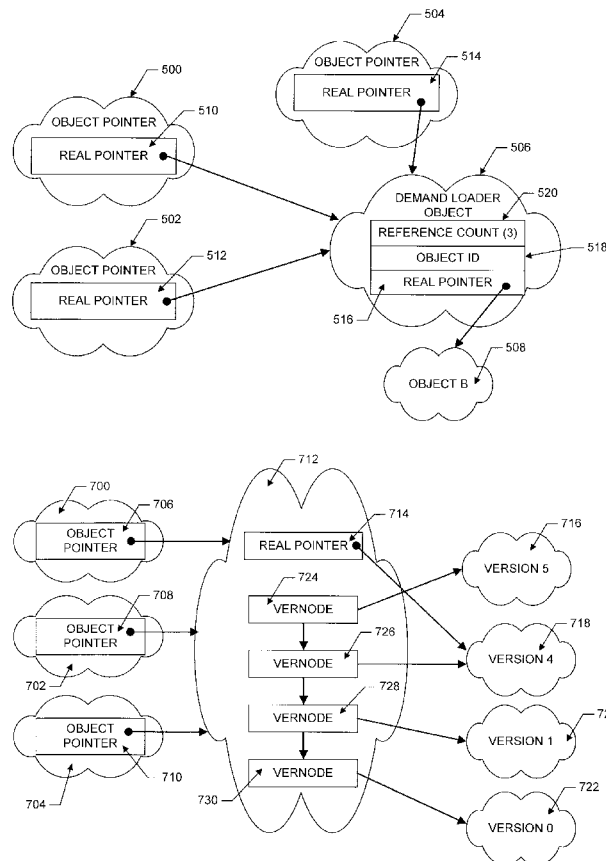 504
OBJECT POINTER
514
REAL POINTER
500
OBJECT POINTER
510
REAL POINTER
506
DEMAND LOADER
OBJECT
520
REFERENCE COUNT (3)
518
OBJECT ID
REAL POINTER
516
502
OBJECT POINTER
512
REAL POINTER
508
OBJECT B
712
700
706
OBJECT
POINTER
714
REAL POINTER
716
VERSION 5
724
VERNODE
708
OBJECT
POINTER
702
718
VERSION 4
726
VERNODE
728
VERNODE
VERSION 1
OBJECT
POINTER
710
704
730
VERNODE
722
VERSION 0